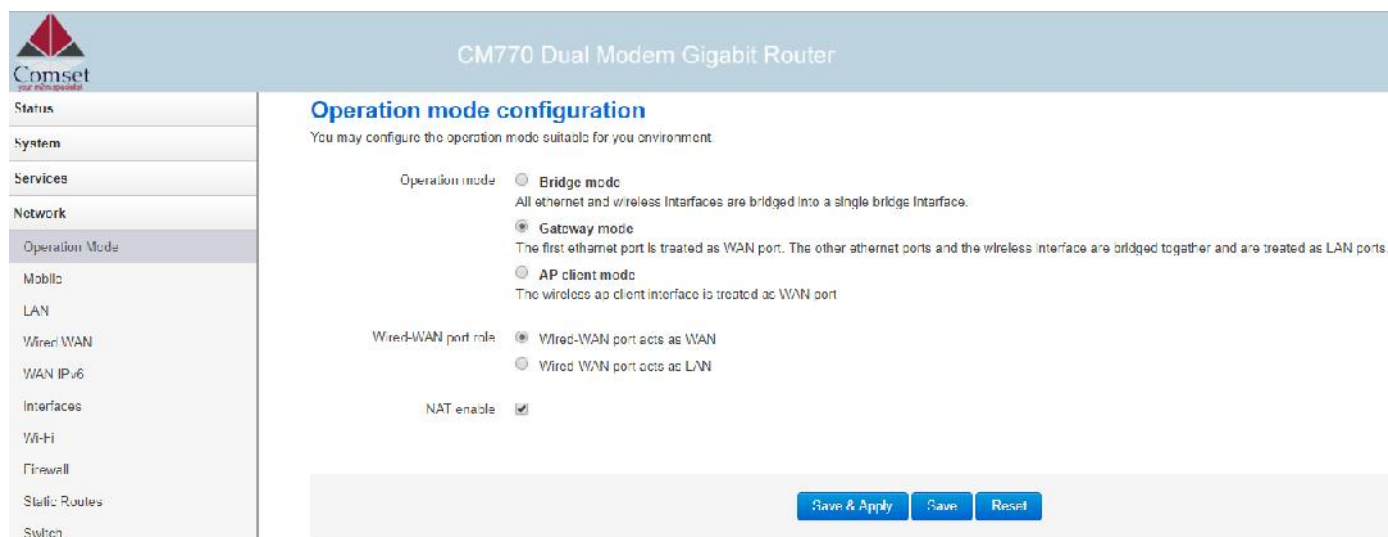 CM770 Dual Modem Gigabit Router
Comset
your m2m specialist
Status
System
Services
Network
Operation Mode
Mobile
LAN
Wired WAN
WAN IPv6
Interfaces
Wi-Fi
Firewall
Static Routes
Switch
Operation mode configuration
You may configure the operation mode suitable for you environment.
Operation mode
Bridge mode
All ethernet and wireless interfaces are bridged into a single bridge interface.
Gateway mode
The first ethernet port is treated as WAN port. The other ethernet ports and the wireless interface are bridged together and are treated as LAN ports.
AP client mode
The wireless ap client interface is treated as WAN port
Wired-WAN port role
Wired-WAN port acts as WAN
Wired WAN port acts as LAN
NAT enable
Save & Apply Save Reset